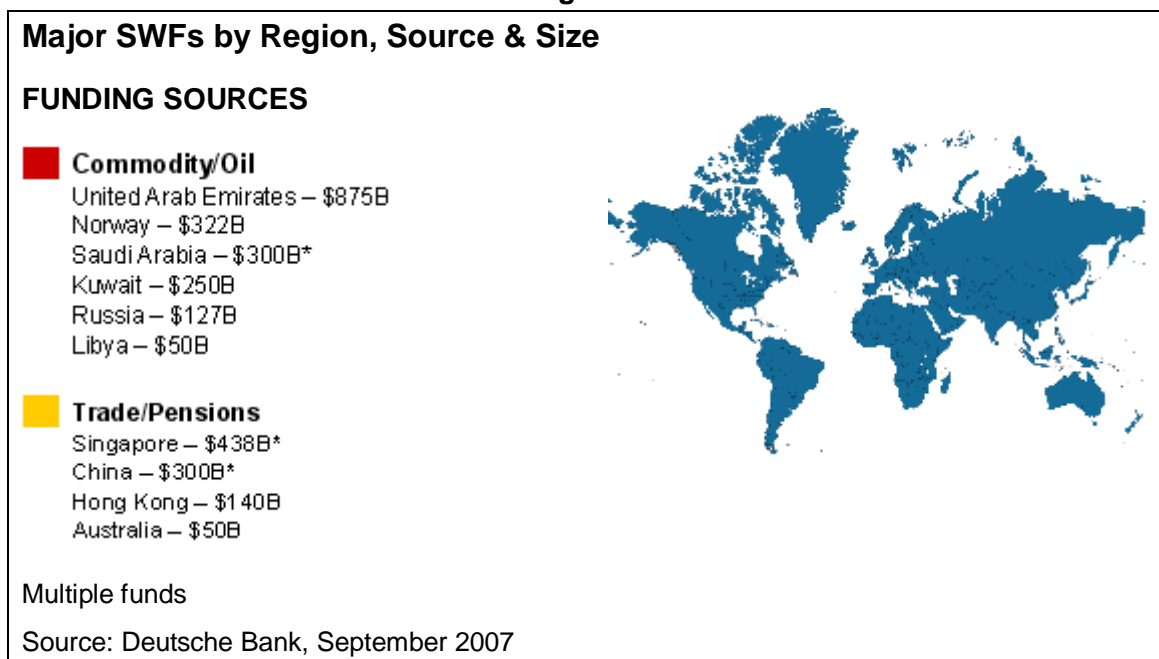 Major SWFs by Region, Source & Size
FUNDING SOURCES
Commodity/Oil
United Arab Emirates – $875B
Norway – $322B
Saudi Arabia – $300B*
Kuwait – $250B
Russia – $127B
Libya – $50B
Trade/Pensions
Singapore – $438B*
China – $300B*
Hong Kong – $140B
Australia – $50B
Multiple funds
Source: Deutsche Bank, September 2007